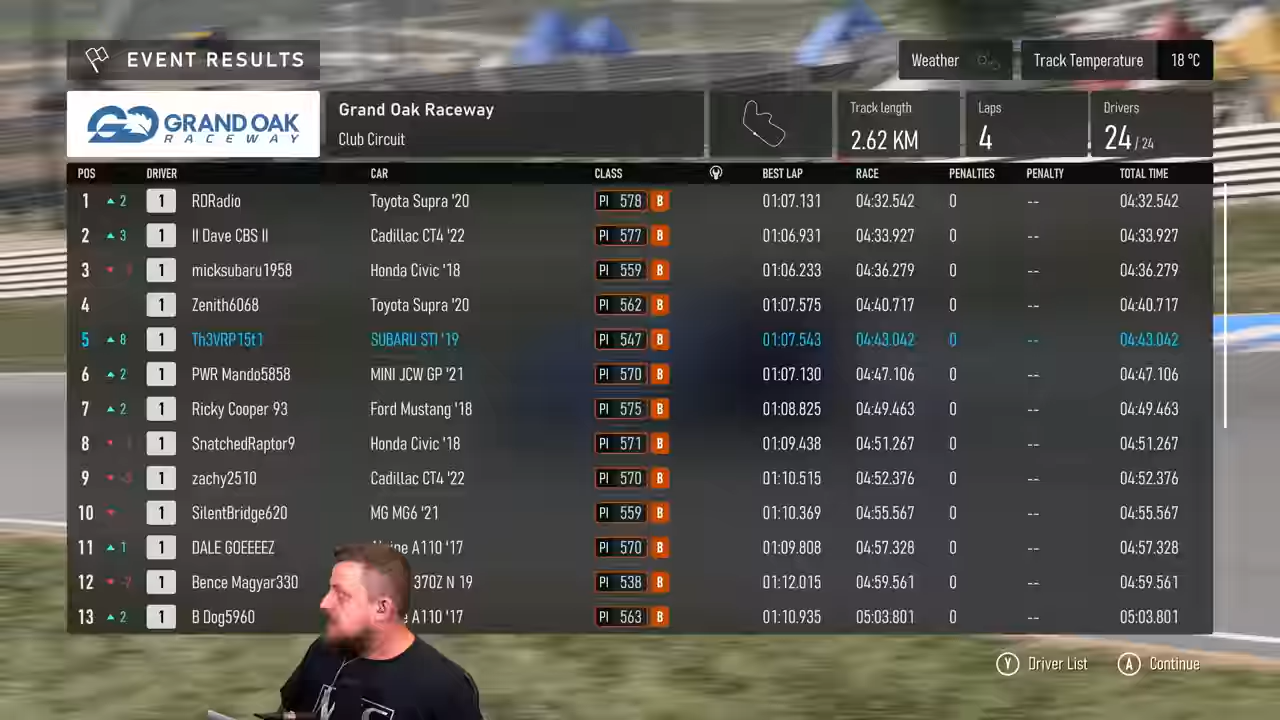 EVENT RESULTS
Weather
Track Temperature 18 °C
GRAND OAK
RACEWAY
Grand Oak Raceway
Club Circuit
Track length
2.62 KM
Laps
4
Drivers
24 / 24
POS DRIVER CAR CLASS BEST LAP RACE PENALTIES PENALTY TOTAL TIME
1 2 1 RDRadio Toyota Supra '20 PI 578 B 01:07.131 04:32.542 0 -- 04:32.542
2 3 1 II Dave CBS II Cadillac CT4 '22 PI 577 B 01:06.931 04:33.927 0 -- 04:33.927
3 1 micksubaru1958 Honda Civic '18 PI 559 B 01:06.233 04:36.279 0 -- 04:36.279
4 1 Zenith6068 Toyota Supra '20 PI 562 B 01:07.575 04:40.717 0 -- 04:40.717
5 8 1 Th3VRP15t1 SUBARU STI '19 PI 547 B 01:07.543 04:43.042 0 -- 04:43.042
6 2 1 PWR Mando5858 MINI JCW GP '21 PI 570 B 01:07.130 04:47.106 0 -- 04:47.106
7 2 1 Ricky Cooper 93 Ford Mustang '18 PI 575 B 01:08.825 04:49.463 0 -- 04:49.463
8 1 SnatchedRaptor9 Honda Civic '18 PI 571 B 01:09.438 04:51.267 0 -- 04:51.267
9 1 zachy2510 Cadillac CT4 '22 PI 570 B 01:10.515 04:52.376 0 -- 04:52.376
10 1 SilentBridge620 MG MG6 '21 PI 559 B 01:10.369 04:55.567 0 -- 04:55.567
11 1 1 DALE GOEEEEZ A110 '17 PI 570 B 01:09.808 04:57.328 0 -- 04:57.328
12 1 Bence Magyar330 370Z N 19 PI 538 B 01:12.015 04:59.561 0 -- 04:59.561
13 2 1 B Dog5960 A110 '17 PI 563 B 01:10.935 05:03.801 0 -- 05:03.801
Y Driver List A Continue